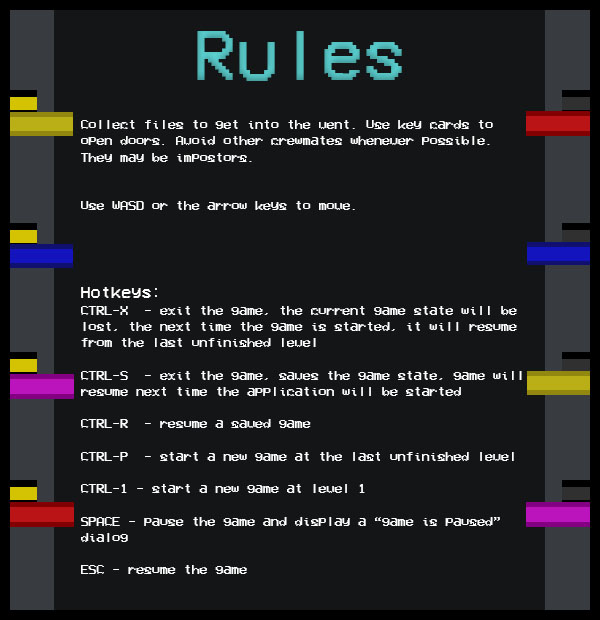 Rules
Collect files to get into the vent. Use key cards to
open doors. Avoid other crewmates whenever possible.
They may be impostors.
Use WASD or the arrow keys to move.
Hotkeys:
CTRL-X - exit the game, the current game state will be
lost, the next time the game is started, it will resume
from the last unfinished level
CTRL-S - exit the game, saves the game state, game will
resume next time the application will be started
CTRL-R - resume a saved game
CTRL-P - start a new game at the last unfinished level
CTRL-1 - start a new game at level 1
SPACE - Pause the game and display a “game is paused”
dialog
ESC - resume the game